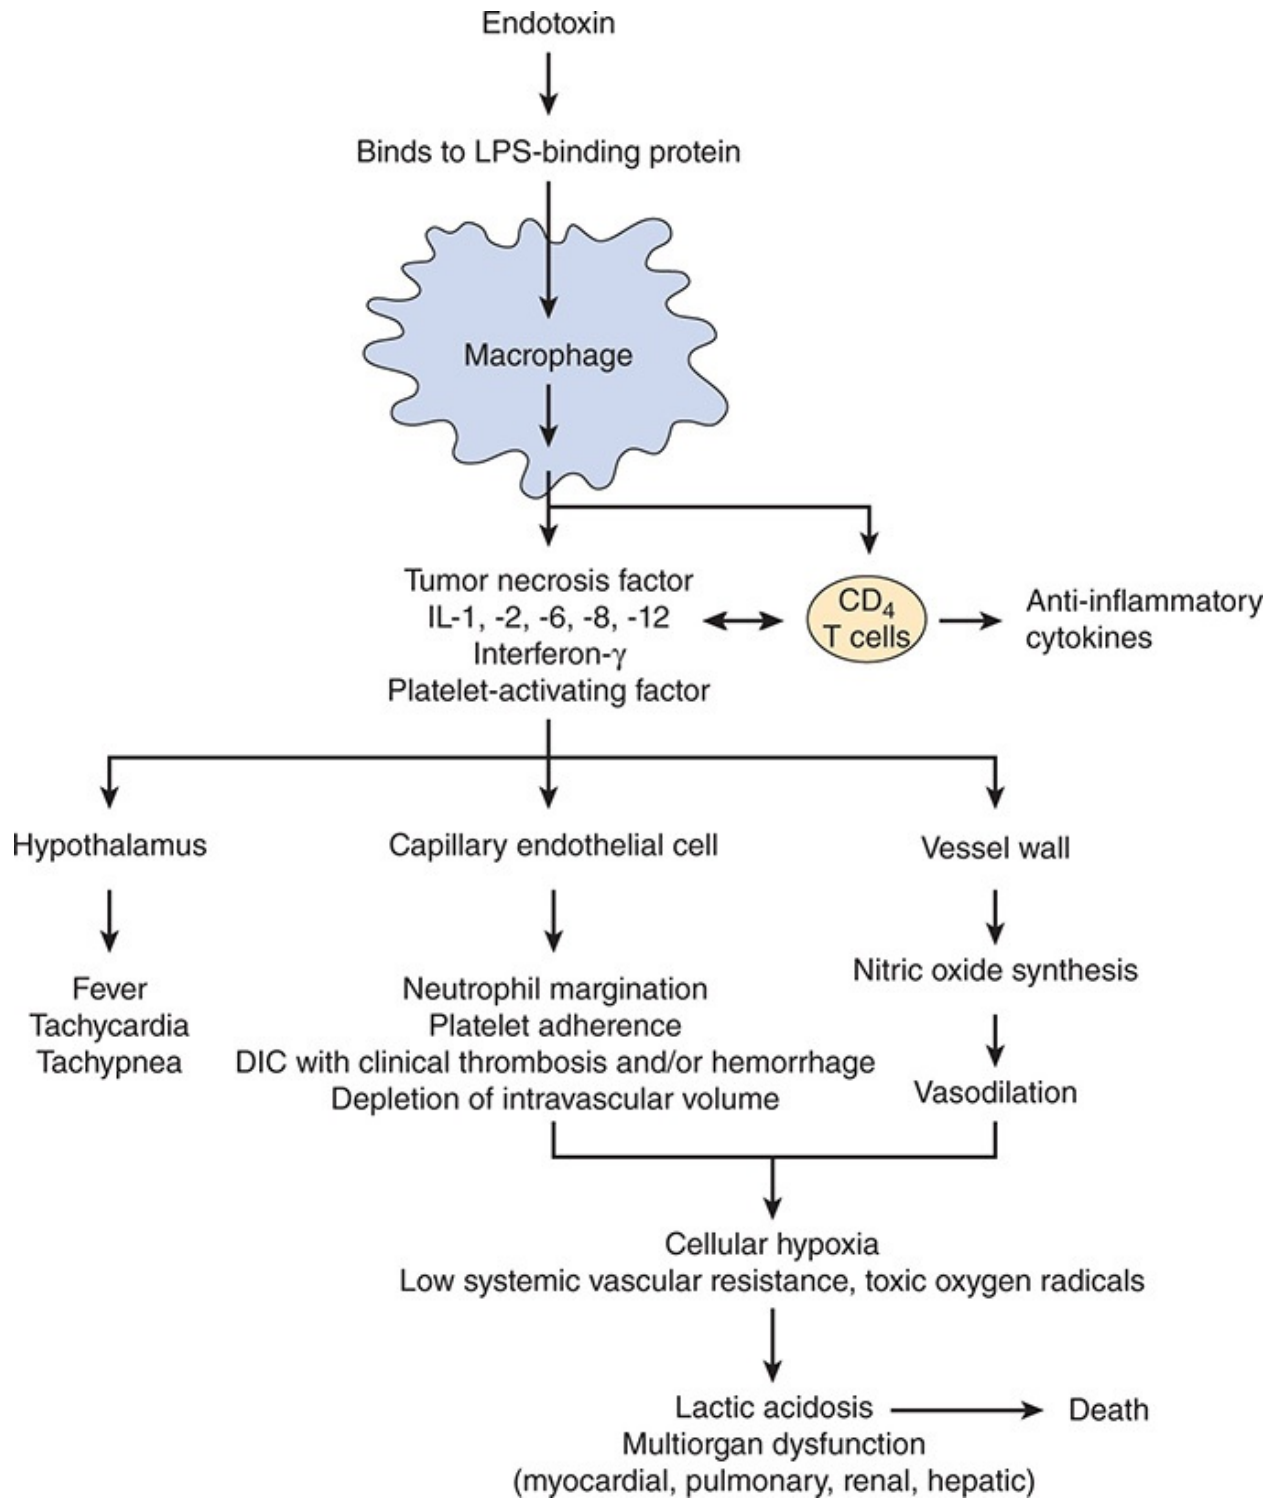 Endotoxin
Binds to LPS-binding protein
Macrophage
Tumor necrosis factor
IL-1, -2, -6, -8, -12
Interferon-γ
Platelet-activating factor
CD₄
T cells
Anti-inflammatory
cytokines
Hypothalamus
Fever
Tachycardia
Tachypnea
Capillary endothelial cell
Neutrophil margination
Platelet adherence
DIC with clinical thrombosis and/or hemorrhage
Depletion of intravascular volume
Vessel wall
Nitric oxide synthesis
Vasodilation
Cellular hypoxia
Low systemic vascular resistance, toxic oxygen radicals
Lactic acidosis
Multiorgan dysfunction
(myocardial, pulmonary, renal, hepatic)
Death